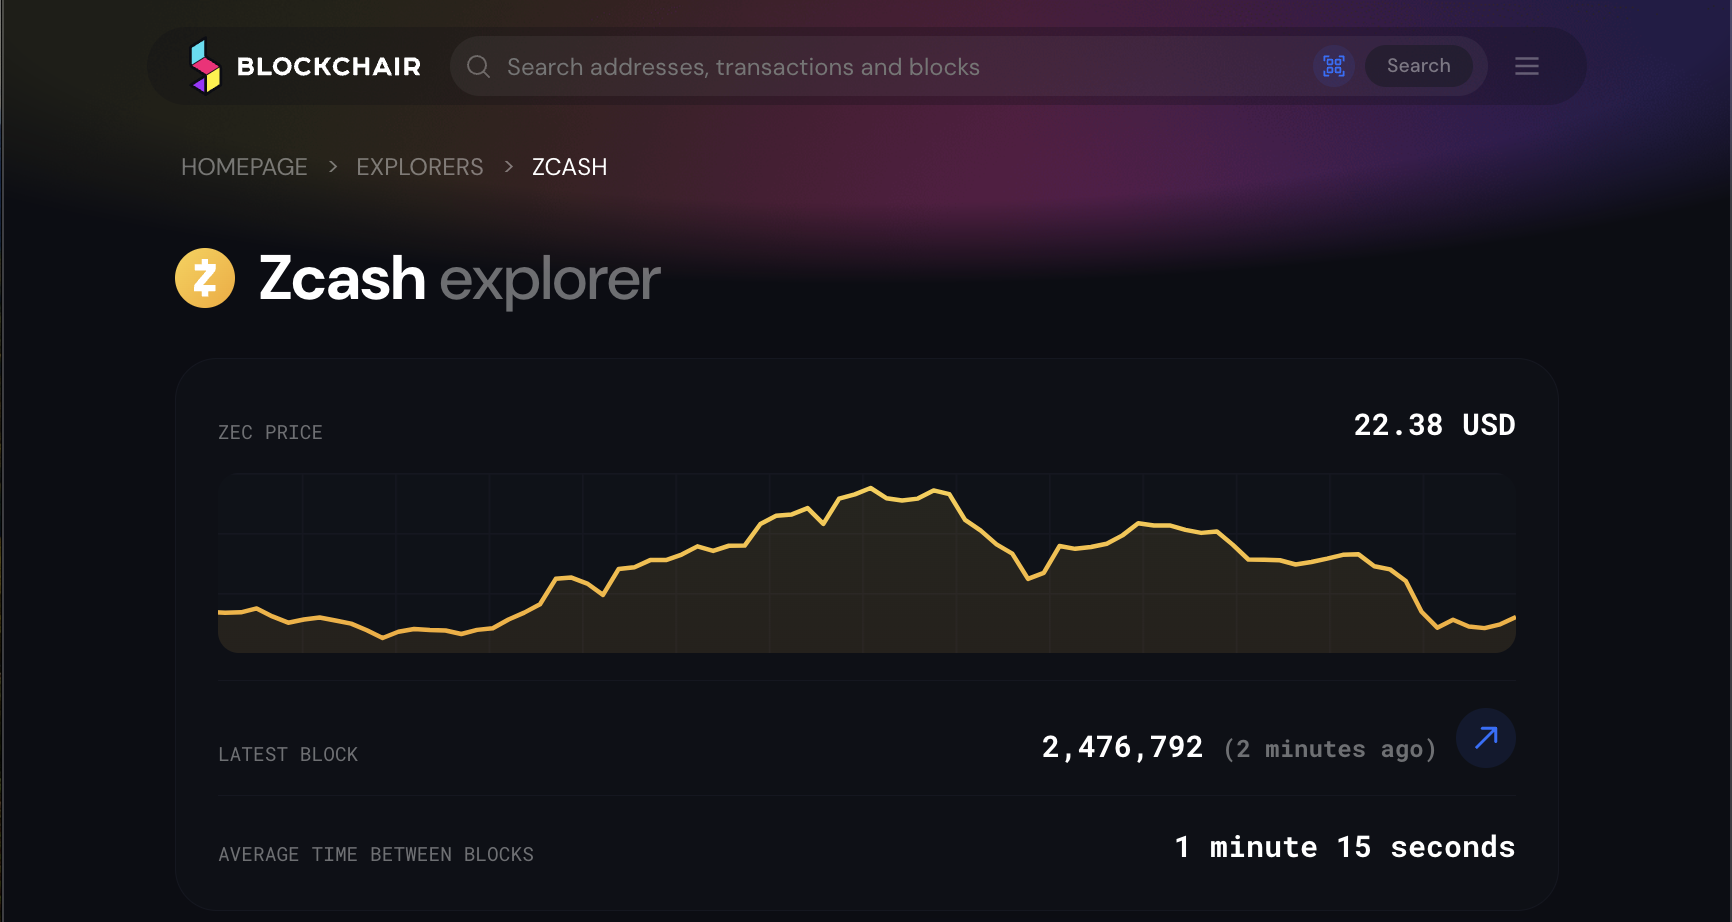 BLOCKCHAIR
Search addresses, transactions and blocks
Search
HOMEPAGE > EXPLORERS > ZCASH
Zcash explorer
ZEC PRICE
22.38 USD
LATEST BLOCK
2,476,792 (2 minutes ago)
AVERAGE TIME BETWEEN BLOCKS
1 minute 15 seconds